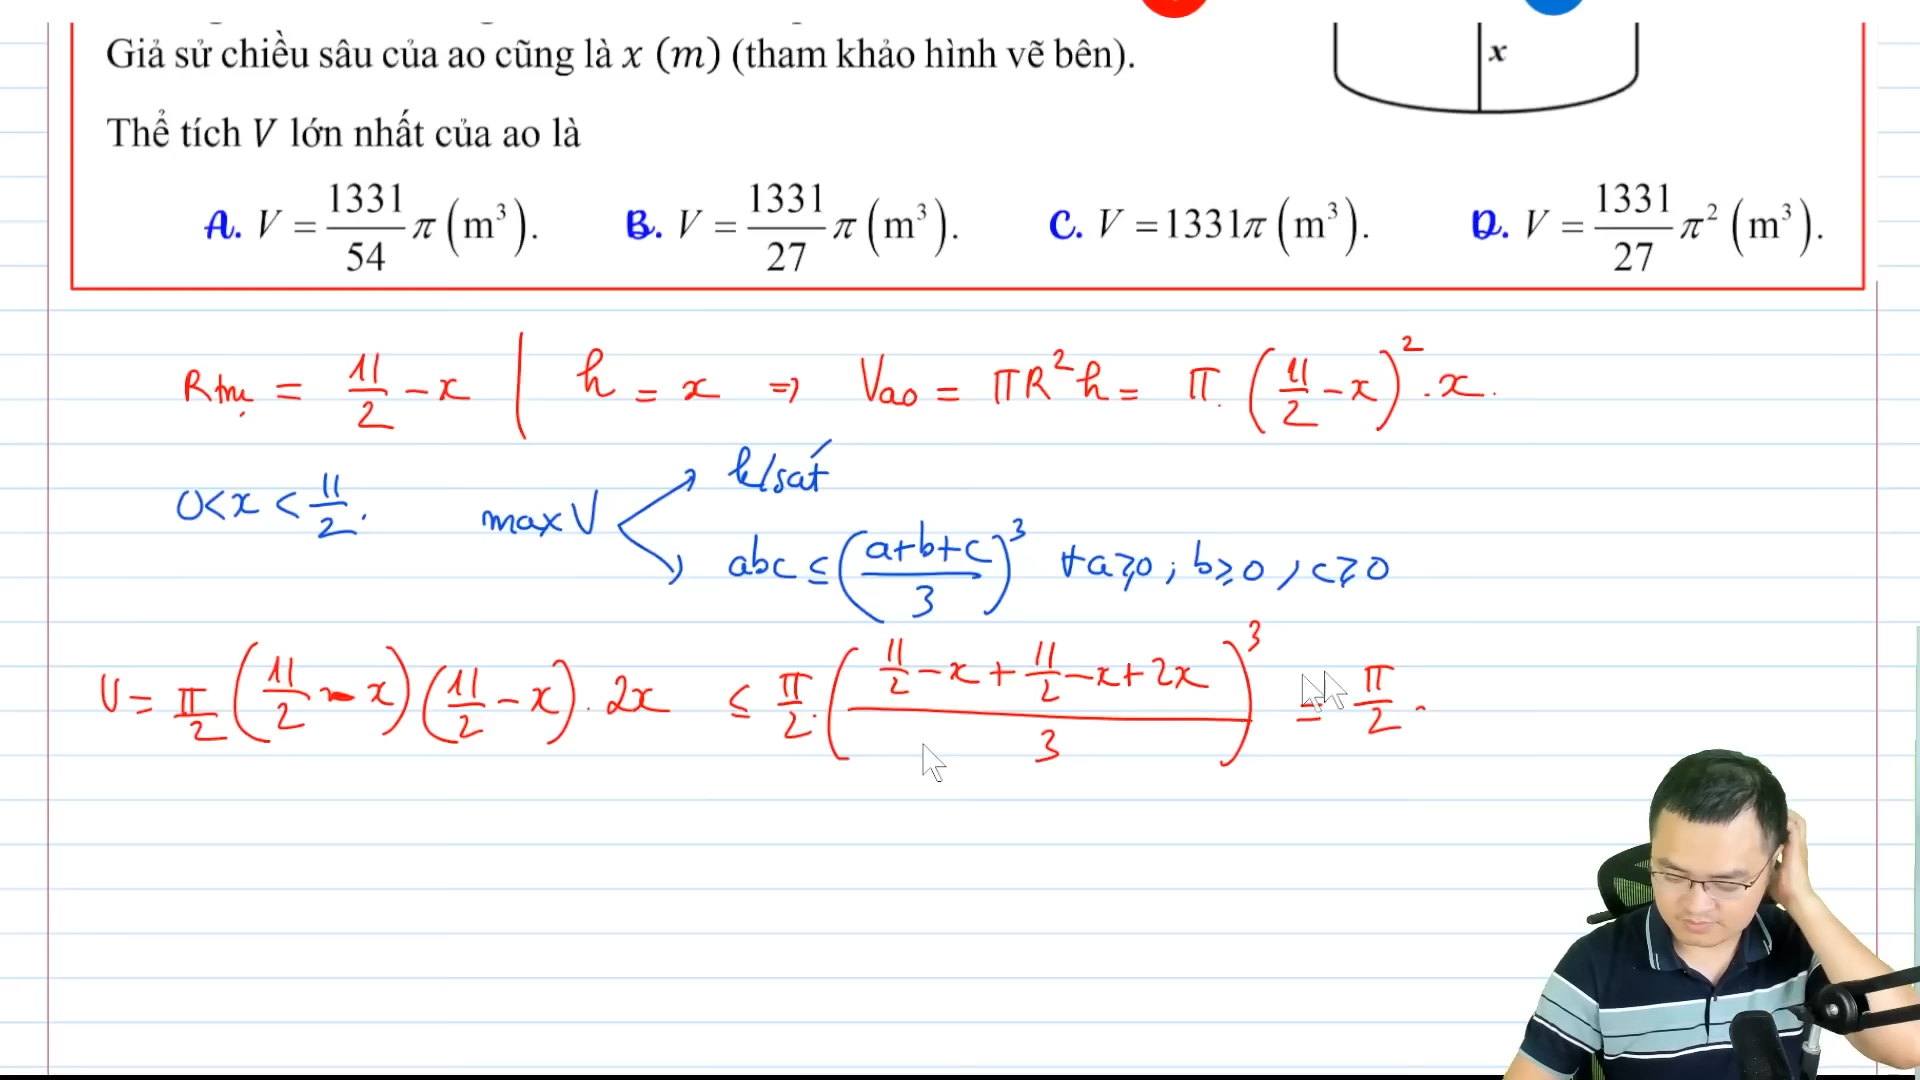 Giả sử chiều sâu của ao cũng là x (m) (tham khảo hình vẽ bên).
x
Thể tích V lớn nhất của ao là
A. V = 1331/54 π (m³). B. V = 1331/27 π (m³). C. V = 1331π (m³). D. V = 1331/27 π² (m³).
R trụ = 11/2 - x | h = x ⇒ Vao = πR²h = π. (11/2 - x)² . x.
0 < x < 11/2.
max V
k/sát
abc ≤ ((a+b+c)/3)³ ∀a ≥ 0 ; b ≥ 0 , c ≥ 0
V = π/2 (11/2 - x)(11/2 - x) . 2x ≤ π/2 . ((11/2 - x + 11/2 - x + 2x)/3)³ = π/2 .